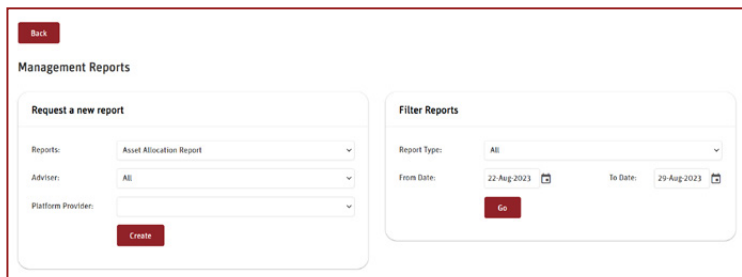 Back
Management Reports
Request a new report
Reports: Asset Allocation Report
Adviser: All
Platform Provider:
Create
Filter Reports
Report Type: All
From Date: 22-Aug-2023 To Date: 29-Aug-2023
Go